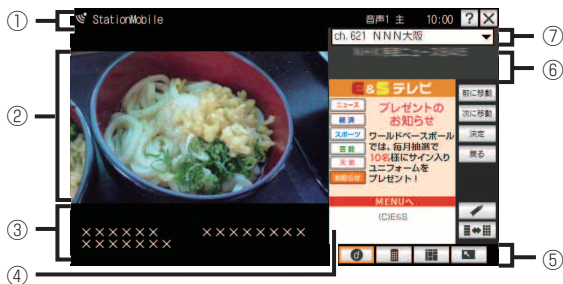 ① StationMobile 音声1 主 10:00 ? ×
ch.621 NNN大阪
⑦
⑥
②
E&Sテレビ
ニュース
経済
スポーツ
芸能
天気
お知らせ
プレゼントの
お知らせ
ワールドベースボール
では、毎月抽選で
10名様にサイン入り
ユニフォームを
プレゼント!
MENUへ
(C)E&S
前に移動
次に移動
決定
戻る
③
×××××× ××××××××
×××××××
④
d
⑤